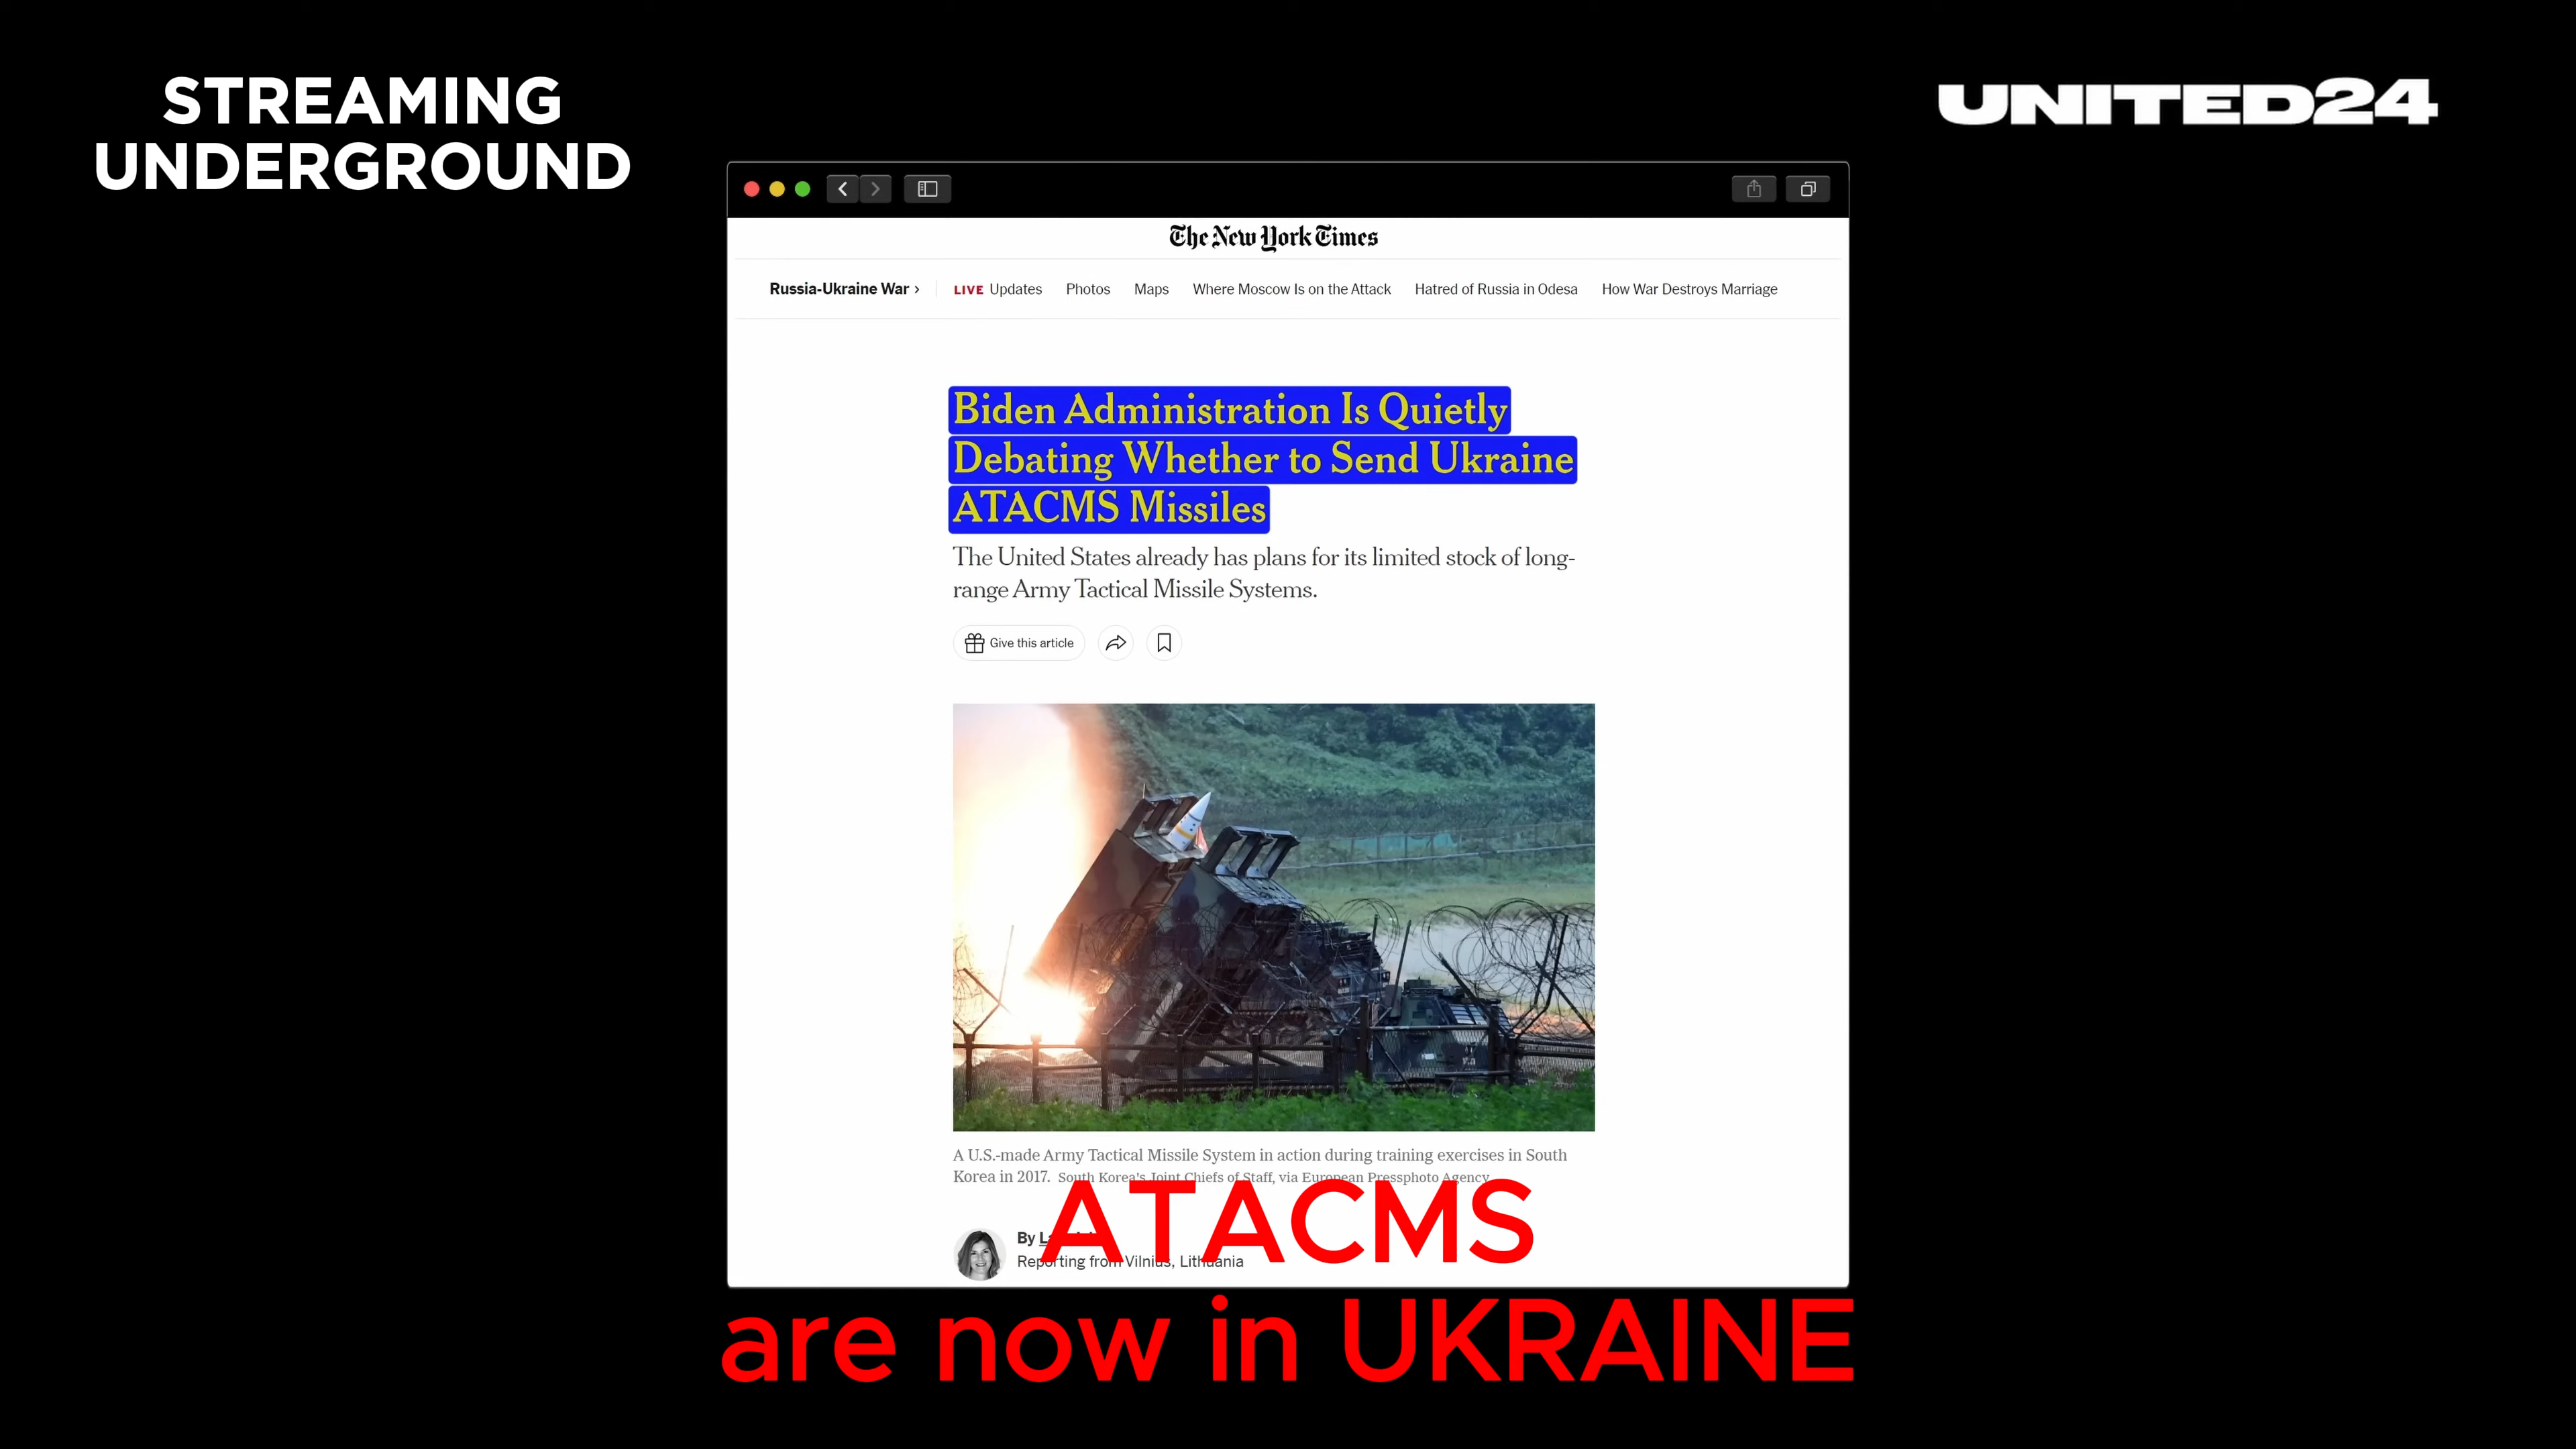 STREAMING
UNDERGROUND
UNITED24
The New York Times
Russia-Ukraine War
LIVE Updates Photos Maps Where Moscow Is on the Attack Hatred of Russia in Odesa How War Destroys Marriage
Biden Administration Is Quietly
Debating Whether to Send Ukraine
ATACMS Missiles
The United States already has plans for its limited stock of long-
range Army Tactical Missile Systems.
Give this article
A U.S.-made Army Tactical Missile System in action during training exercises in South
Korea in 2017. South Korea's Joint Chiefs of Staff, via European Pressphoto Agency
By
Reporting from Vilnius, Lithuania
ATACMS
are now in UKRAINE